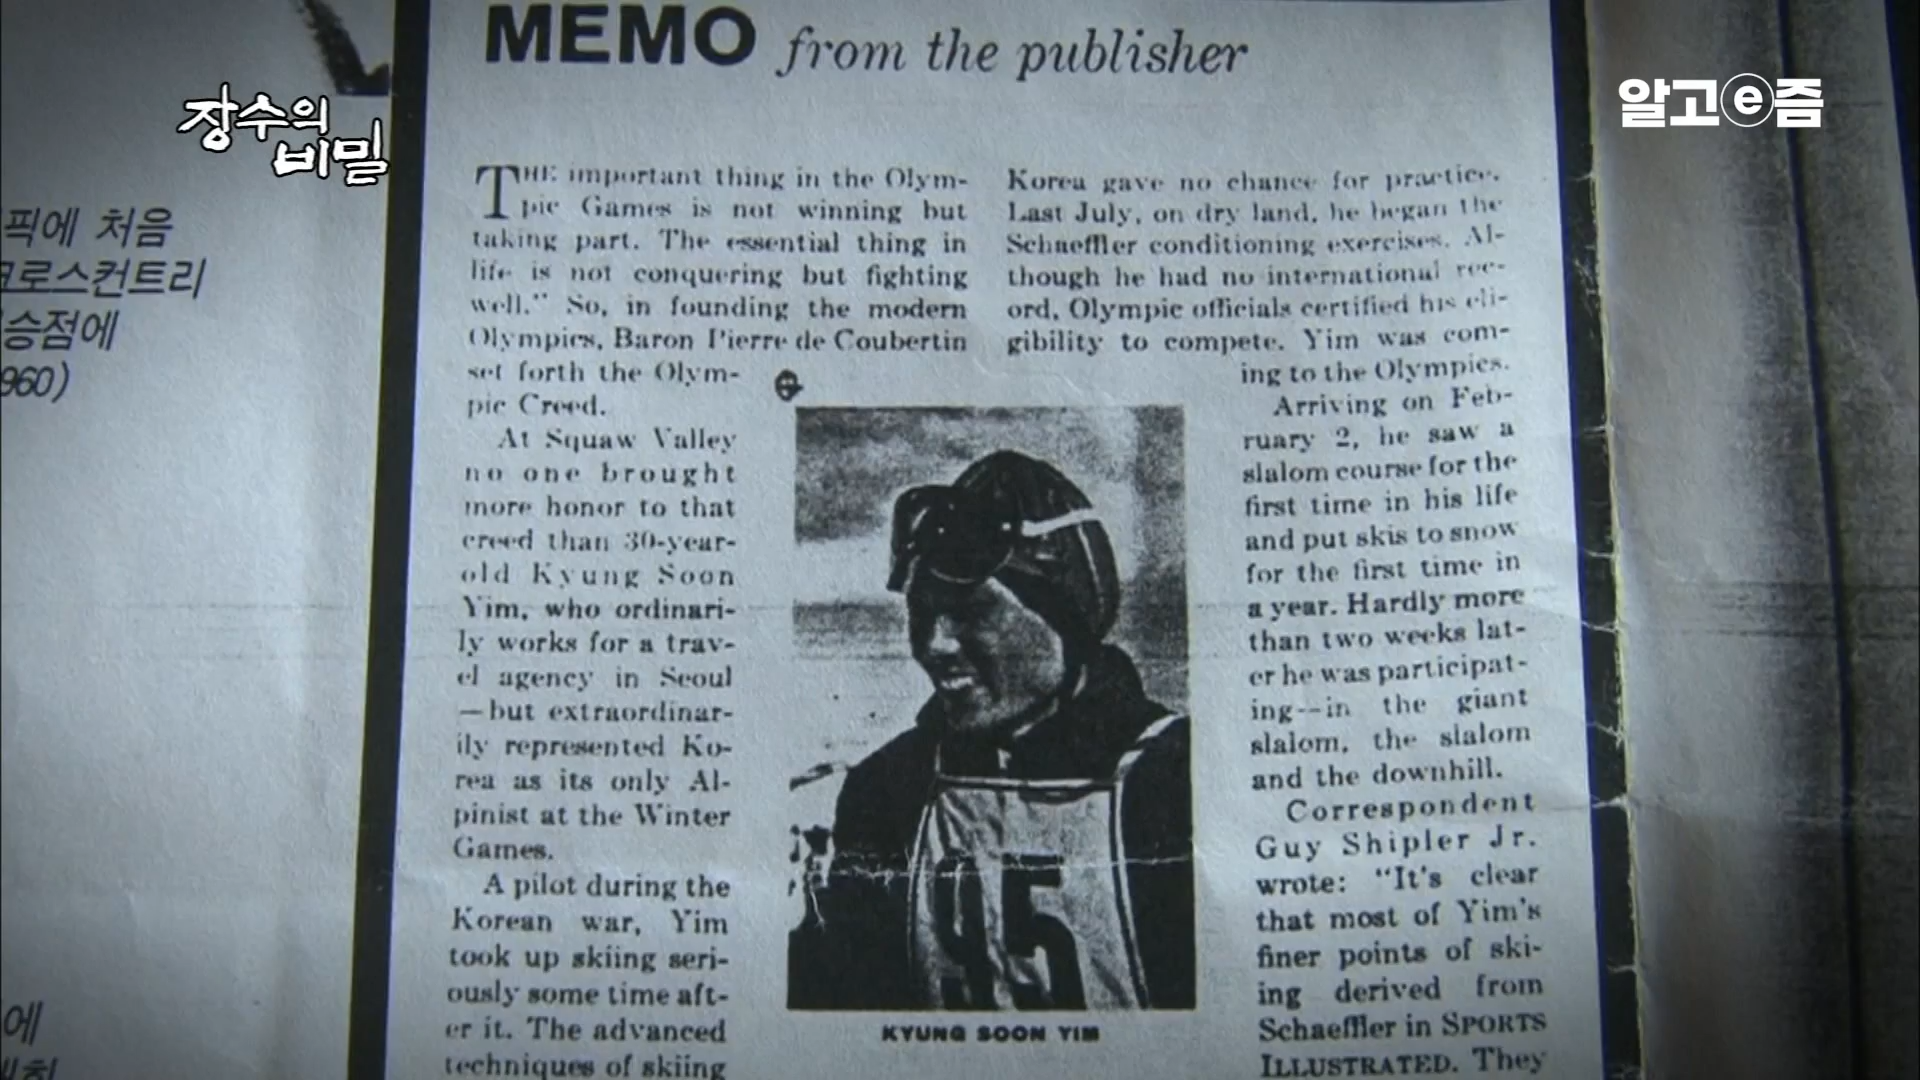 장수의
비밀
알고e즘
픽에 처음
크로스컨트리
승점에
960)
에
MEMO from the publisher
THE important thing in the Olym-
pic Games is not winning but
taking part. The essential thing in
life is not conquering but fighting
well." So, in founding the modern
Olympics, Baron Pierre de Coubertin
set forth the Olym-
pic Creed.
At Squaw Valley
no one brought
more honor to that
creed than 30-year-
old Kyung Soon
Yim, who ordinari-
ly works for a trav-
el agency in Seoul
—but extraordinar-
ily represented Ko-
rea as its only Al-
pinist at the Winter
Games.
A pilot during the
Korean war, Yim
took up skiing seri-
ously some time aft-
er it. The advanced
techniques of skiing
95
KYUNG SOON YIM
Korea gave no chance for practice.
Last July, on dry land, he began the
Schaeffler conditioning exercises. Al-
though he had no international rec-
ord, Olympic officials certified his eli-
gibility to compete. Yim was com-
ing to the Olympics.
Arriving on Feb-
ruary 2, he saw a
slalom course for the
first time in his life
and put skis to snow
for the first time in
a year. Hardly more
than two weeks lat-
er he was participat-
ing--in the giant
slalom, the slalom
and the downhill.
Correspondent
Guy Shipler Jr.
wrote: "It's clear
that most of Yim's
finer points of ski-
ing derived from
Schaeffler in SPORTS
ILLUSTRATED. They